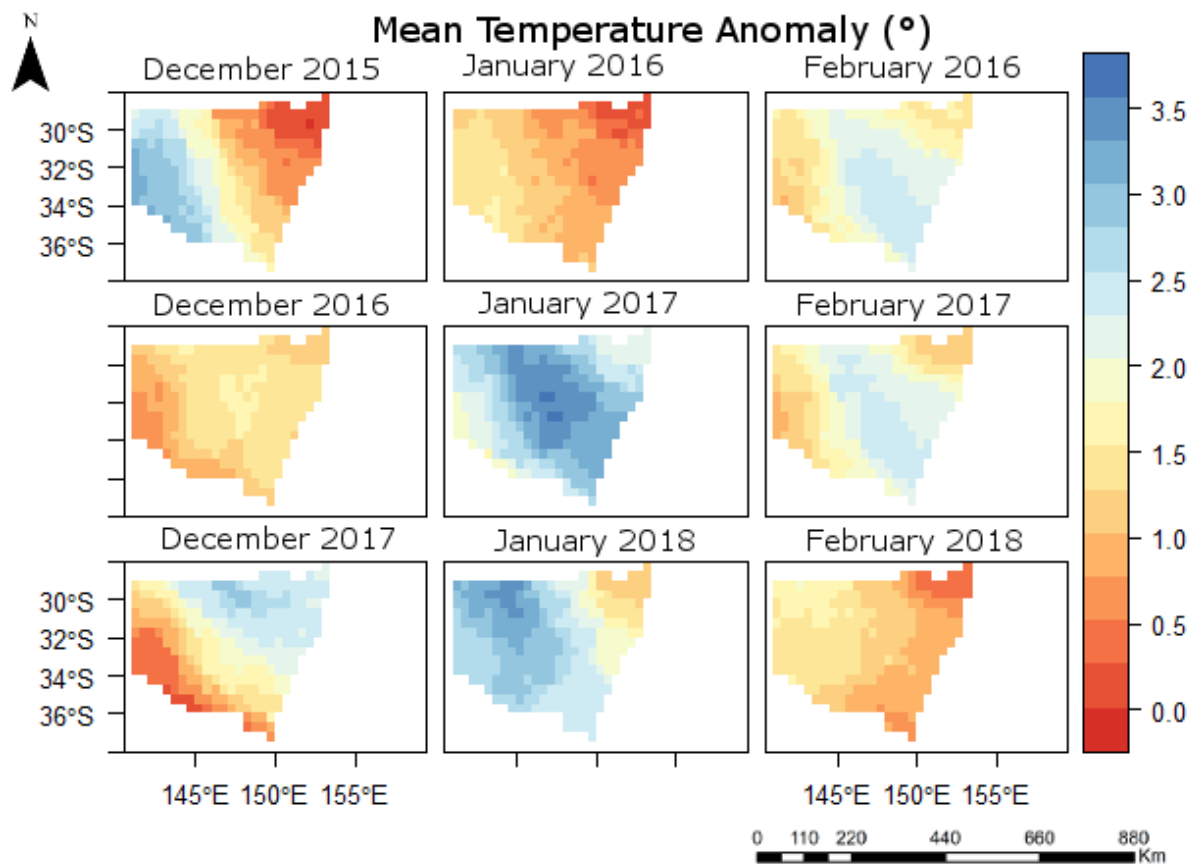 N
Mean Temperature Anomaly (°)
December 2015
January 2016
February 2016
30°S
32°S
34°S
36°S
December 2016
January 2017
February 2017
December 2017
January 2018
February 2018
30°S
32°S
34°S
36°S
145°E 150°E 155°E
145°E 150°E 155°E
3.5
3.0
2.5
2.0
1.5
1.0
0.5
0.0
0 110 220 440 660 880
Km